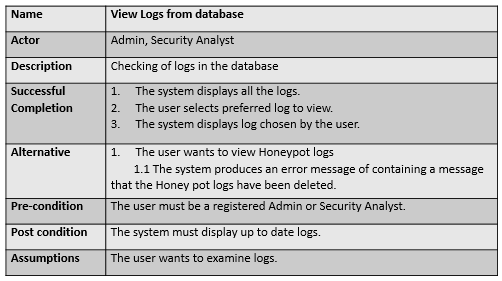 Name View Logs from database
Actor Admin, Security Analyst
Description Checking of logs in the database
Successful 1. The system displays all the logs.
Completion 2. The user selects preferred log to view.
3. The system displays log chosen by the user.
Alternative 1. The user wants to view Honeypot logs
1.1 The system produces an error message of containing a message
that the Honey pot logs have been deleted.
Pre-condition The user must be a registered Admin or Security Analyst.
Post condition The system must display up to date logs.
Assumptions The user wants to examine logs.